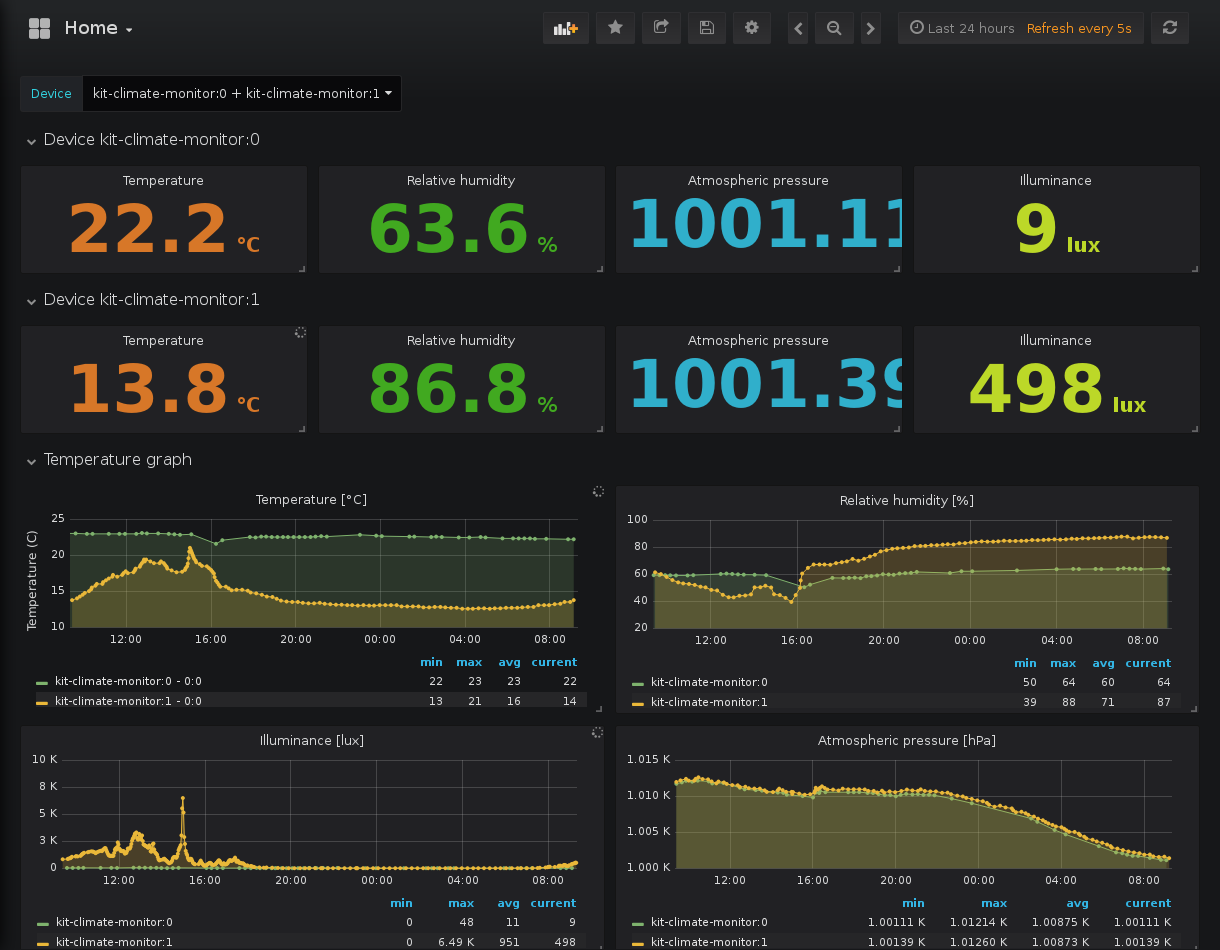 Home
Last 24 hours Refresh every 5s
Device kit-climate-monitor:0 + kit-climate-monitor:1
Device kit-climate-monitor:0
Temperature Relative humidity Atmospheric pressure Illuminance
22.2 °C 63.6 % 1001.11 9 lux
Device kit-climate-monitor:1
Temperature Relative humidity Atmospheric pressure Illuminance
13.8 °C 86.8 % 1001.39 498 lux
Temperature graph
Temperature [°C]
Temperature (C)
25
20
15
10
12:00 16:00 20:00 00:00 04:00 08:00
min max avg current
kit-climate-monitor:0 - 0:0 22 23 23 22
kit-climate-monitor:1 - 0:0 13 21 16 14
Relative humidity [%]
100
80
60
40
20
12:00 16:00 20:00 00:00 04:00 08:00
min max avg current
kit-climate-monitor:0 50 64 60 64
kit-climate-monitor:1 39 88 71 87
Illuminance [lux]
10 K
8 K
5 K
3 K
0
12:00 16:00 20:00 00:00 04:00 08:00
min max avg current
kit-climate-monitor:0 0 48 11 9
kit-climate-monitor:1 0 6.49 K 951 498
Atmospheric pressure [hPa]
1.015 K
1.010 K
1.005 K
1.000 K
12:00 16:00 20:00 00:00 04:00 08:00
min max avg current
kit-climate-monitor:0 1.00111 K 1.01214 K 1.00875 K 1.00111 K
kit-climate-monitor:1 1.00139 K 1.01260 K 1.00873 K 1.00139 K